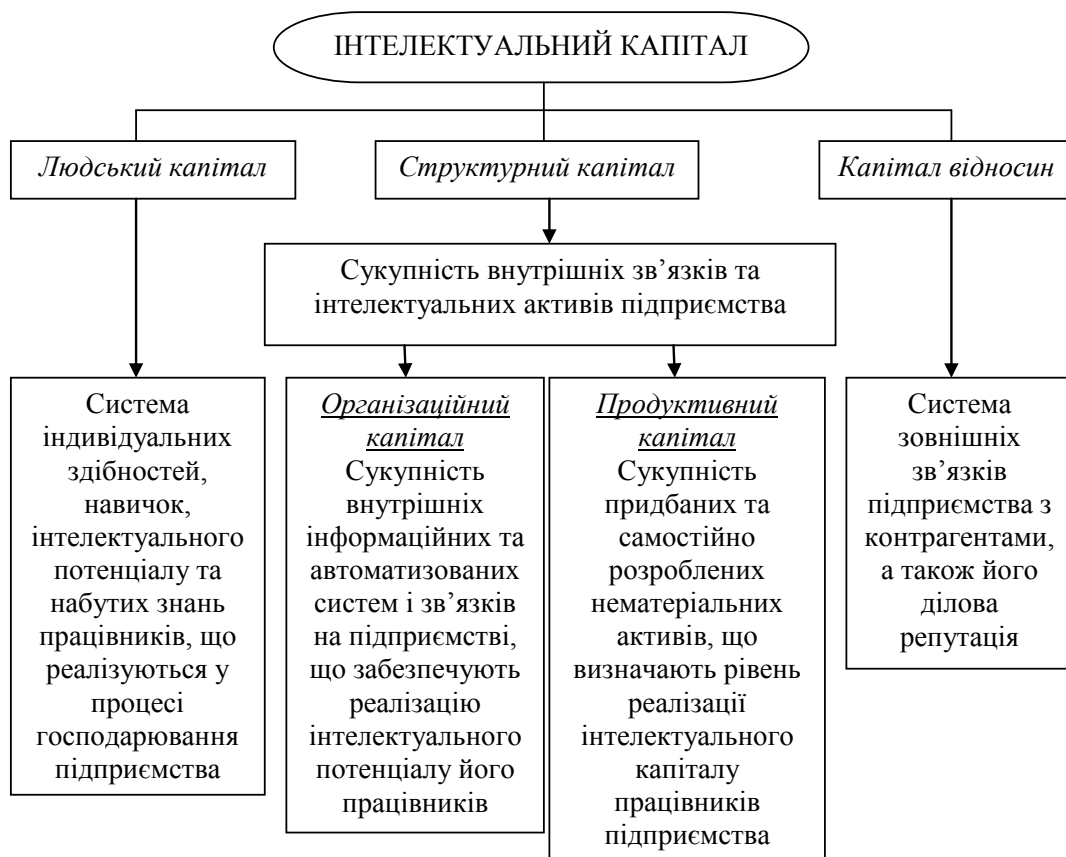 ІНТЕЛЕКТУАЛЬНИЙ КАПІТАЛ
Людський капітал
Структурний капітал
Капітал відносин
Сукупність внутрішніх зв’язків та
інтелектуальних активів підприємства
Система
індивідуальних
здібностей,
навичок,
інтелектуального
потенціалу та
набутих знань
працівників, що
реалізуються у
процесі
господарювання
підприємства
Організаційний
капітал
Сукупність
внутрішніх
інформаційних та
автоматизованих
систем і зв’язків
на підприємстві,
що забезпечують
реалізацію
інтелектуального
потенціалу його
працівників
Продуктивний
капітал
Сукупність
придбаних та
самостійно
розроблених
нематеріальних
активів, що
визначають рівень
реалізації
інтелектуального
капіталу
працівників
підприємства
Система
зовнішніх
зв’язків
підприємства з
контрагентами,
а також його
ділова
репутація